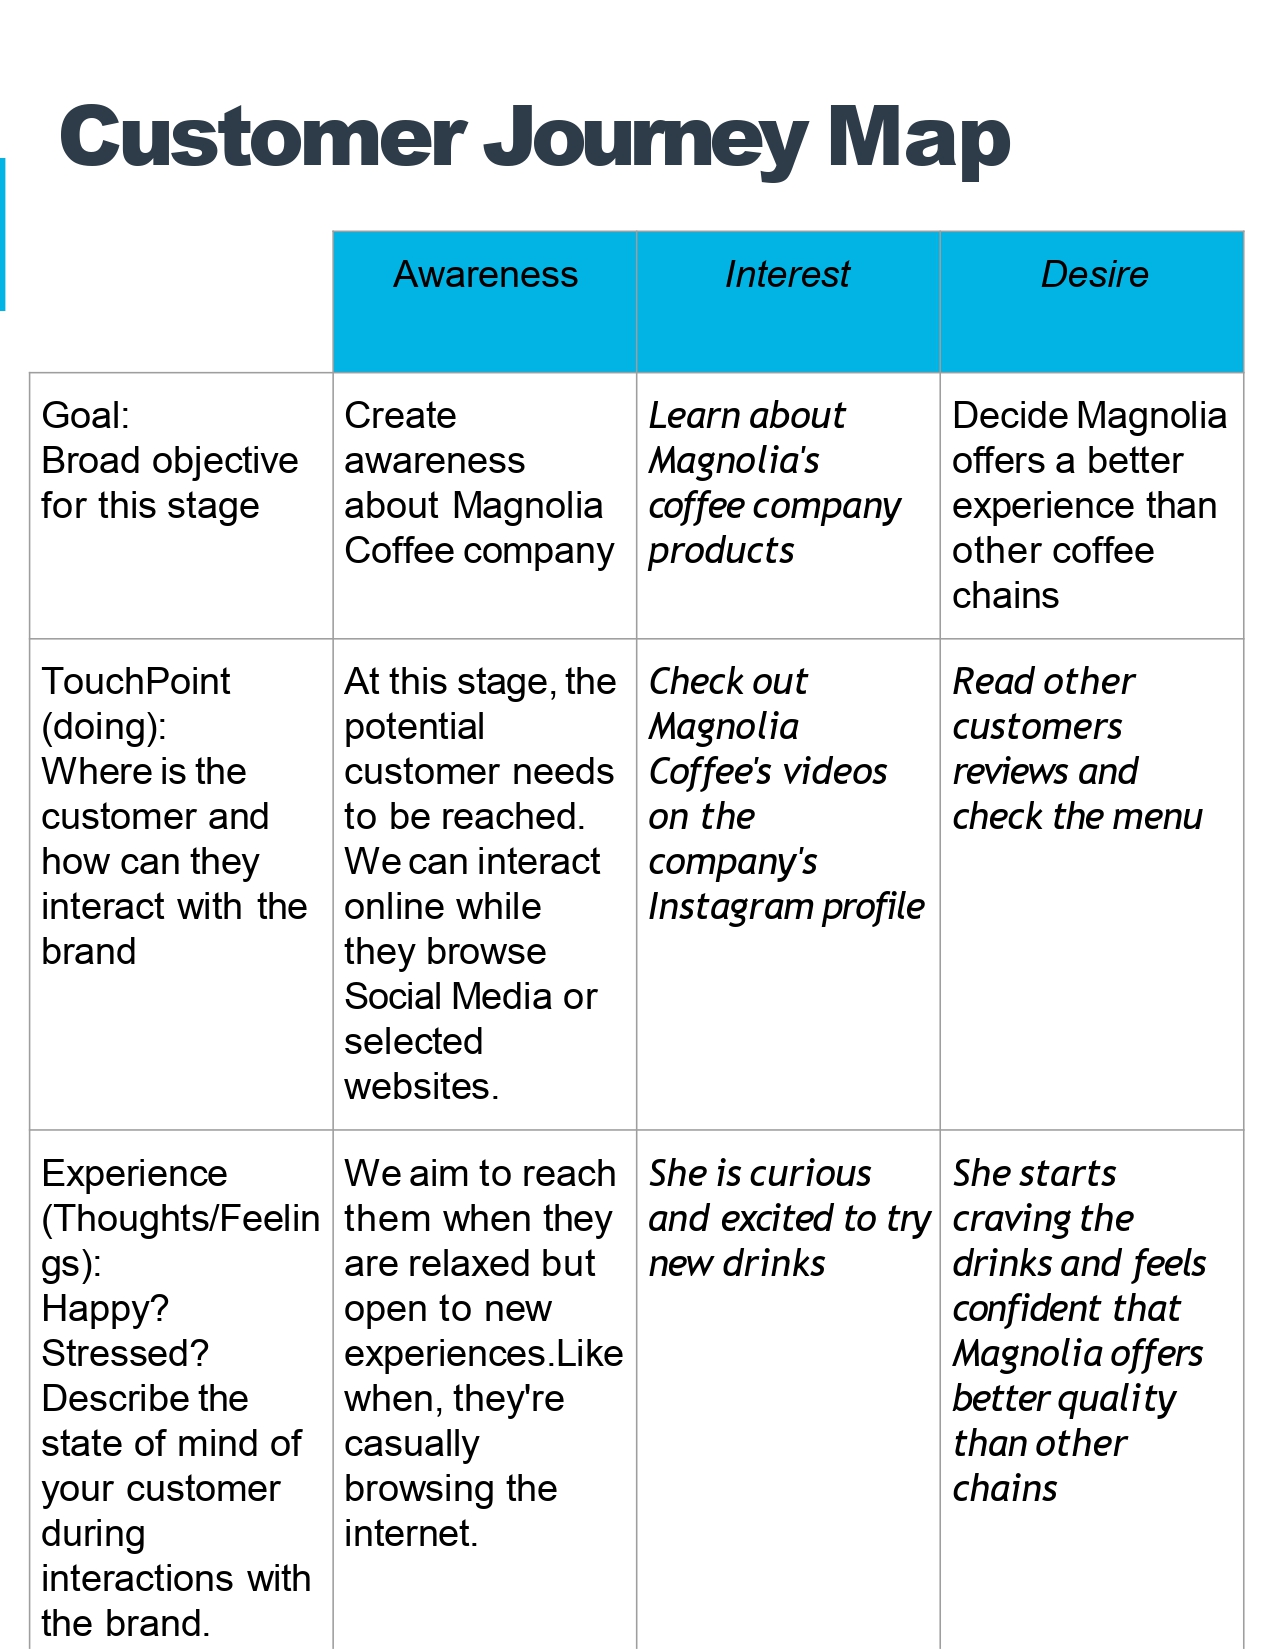 Customer Journey Map
Awareness
Interest
Desire
Goal:
Broad objective
for this stage
Create
awareness
about Magnolia
Coffee company
Learn about
Magnolia's
coffee company
products
Decide Magnolia
offers a better
experience than
other coffee
chains
TouchPoint
(doing):
Where is the
customer and
how can they
interact with the
brand
At this stage, the
potential
customer needs
to be reached.
We can interact
online while
they browse
Social Media or
selected
websites.
Check out
Magnolia
Coffee's videos
on the
company's
Instagram profile
Read other
customers
reviews and
check the menu
Experience
(Thoughts/Feelin
gs):
Happy?
Stressed?
Describe the
state of mind of
your customer
during
interactions with
the brand.
We aim to reach
them when they
are relaxed but
open to new
experiences.Like
when, they're
casually
browsing the
internet.
She is curious
and excited to try
new drinks
She starts
craving the
drinks and feels
confident that
Magnolia offers
better quality
than other
chains